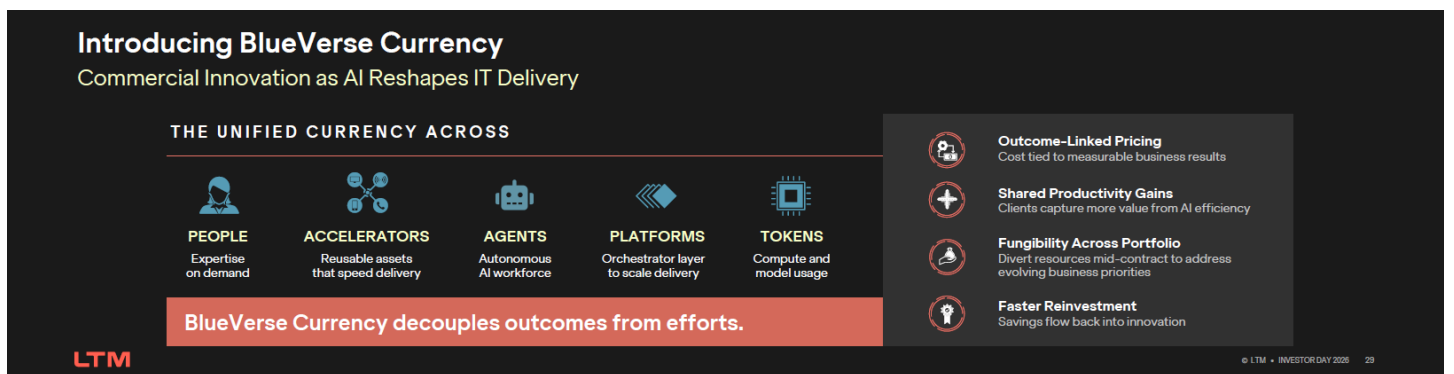 Introducing BlueVerse Currency
Commercial Innovation as AI Reshapes IT Delivery
THE UNIFIED CURRENCY ACROSS
PEOPLE
Expertise
on demand
ACCELERATORS
Reusable assets
that speed delivery
AGENTS
Autonomous
AI workforce
PLATFORMS
Orchestrator layer
to scale delivery
TOKENS
Compute and
model usage
BlueVerse Currency decouples outcomes from efforts.
Outcome-Linked Pricing
Cost tied to measurable business results
Shared Productivity Gains
Clients capture more value from AI efficiency
Fungibility Across Portfolio
Divert resources mid-contract to address
evolving business priorities
Faster Reinvestment
Savings flow back into innovation
LTM
© LTM • INVESTOR DAY 2026 29